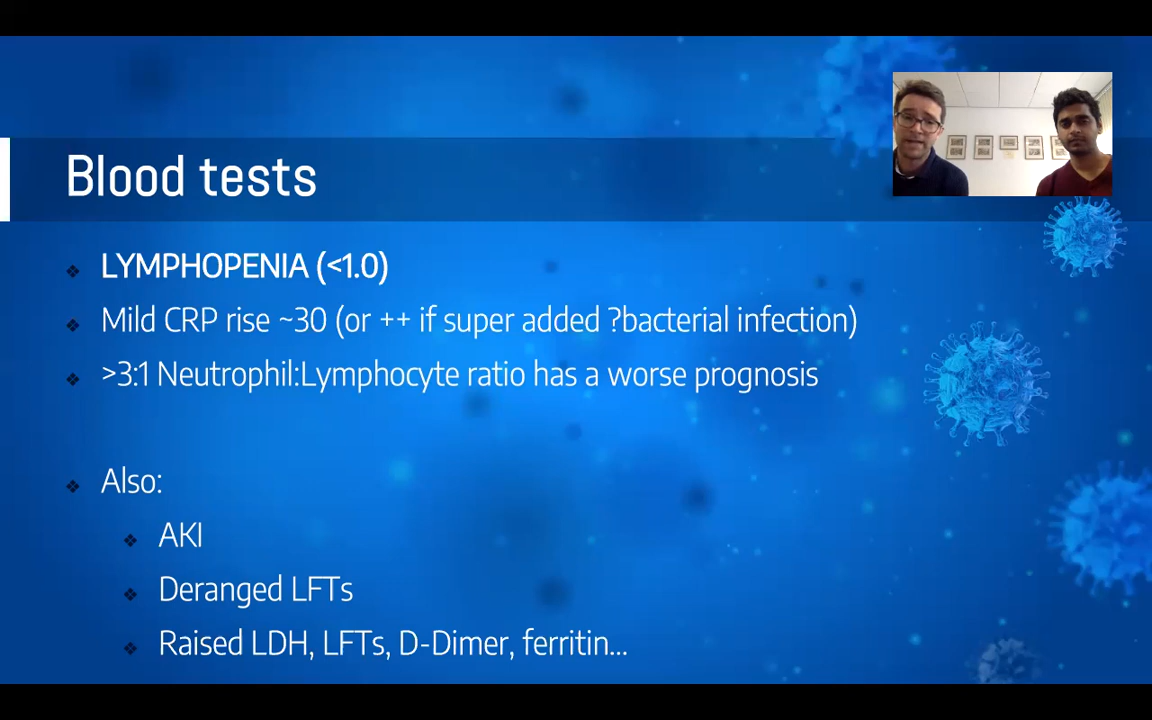 Blood tests
LYMPHOPENIA (<1.0)
Mild CRP rise ~30 (or ++ if super added ?bacterial infection)
>3:1 Neutrophil:Lymphocyte ratio has a worse prognosis
Also:
AKI
Deranged LFTs
Raised LDH, LFTs, D-Dimer, ferritin...